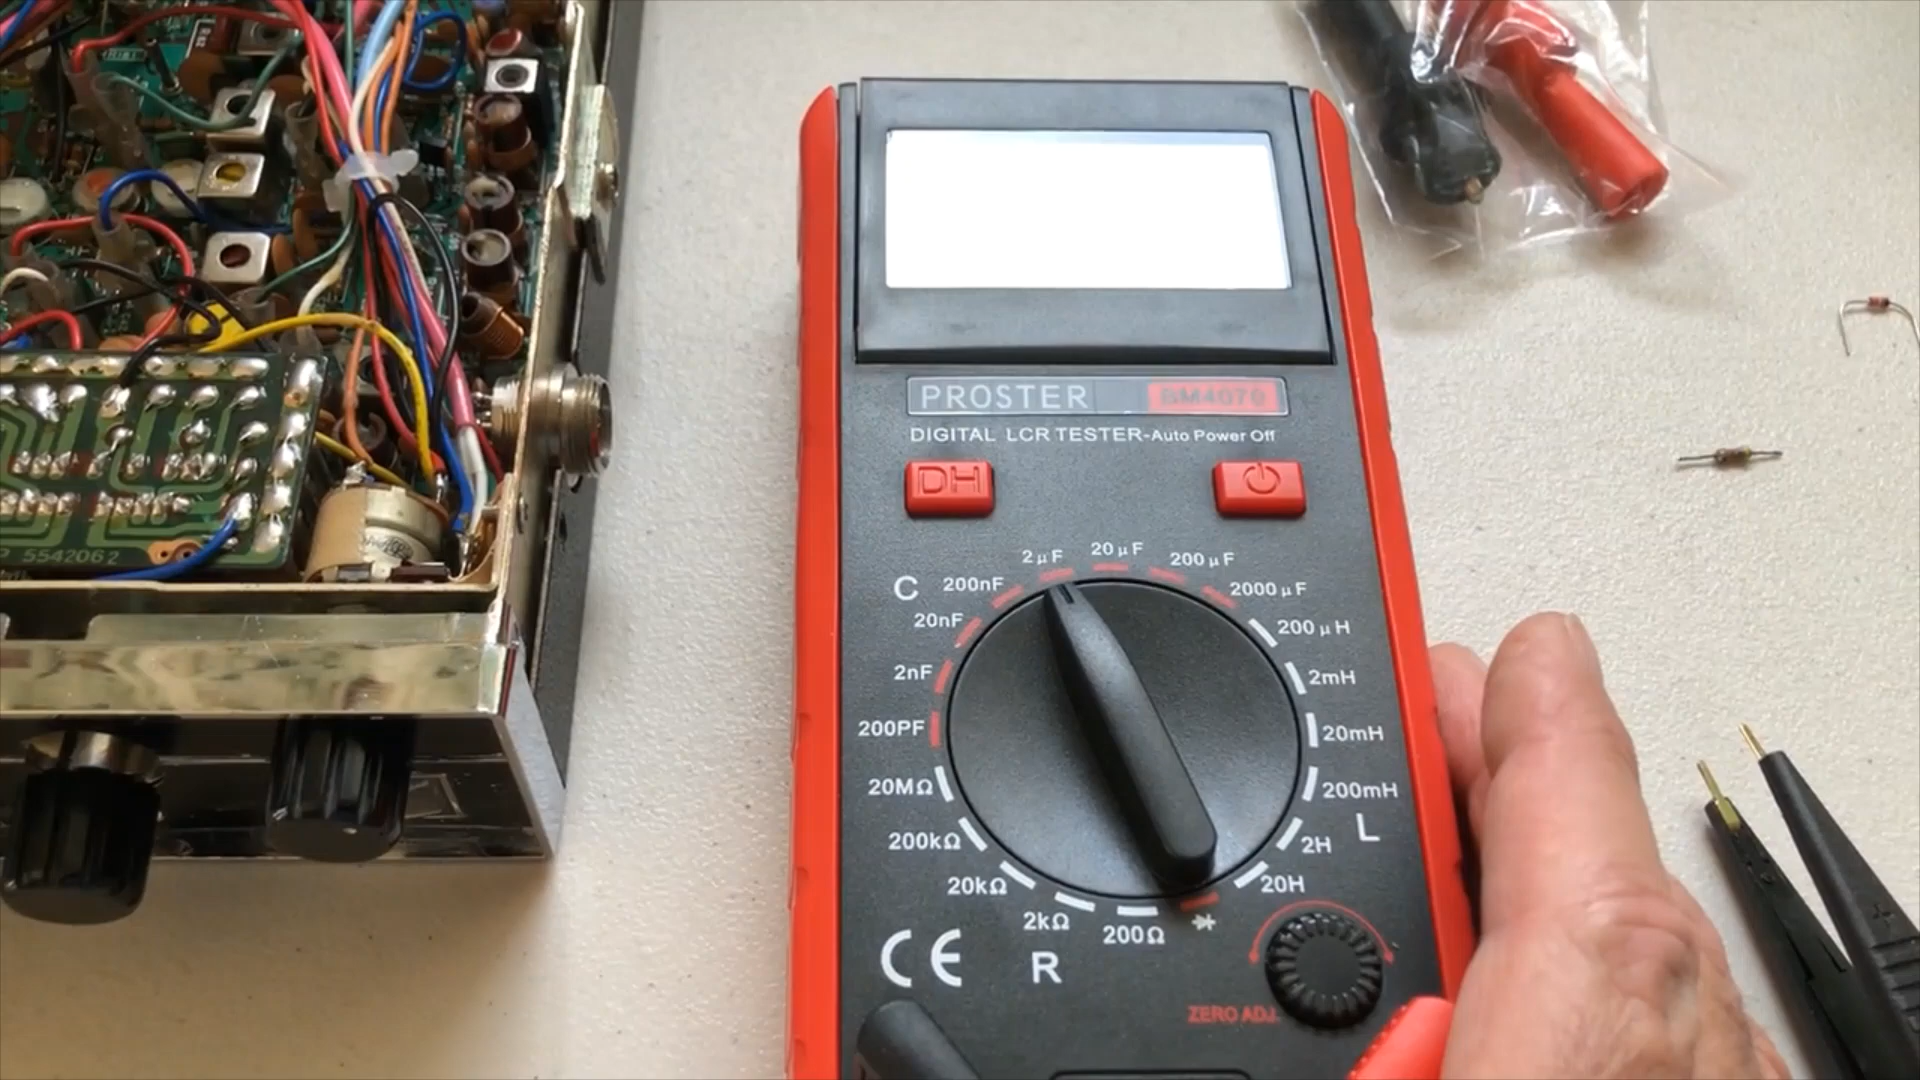 PROSTER BM4070
DIGITAL LCR TESTER-Auto Power Off
DH
C 200nF 2µF 20µF 200µF 2000µF
20nF 200µH
2nF 2mH
200PF 20mH
20MΩ 200mH
200kΩ 2H L
20kΩ 20H
2kΩ 200Ω
CE R
ZERO ADJ.
5542062